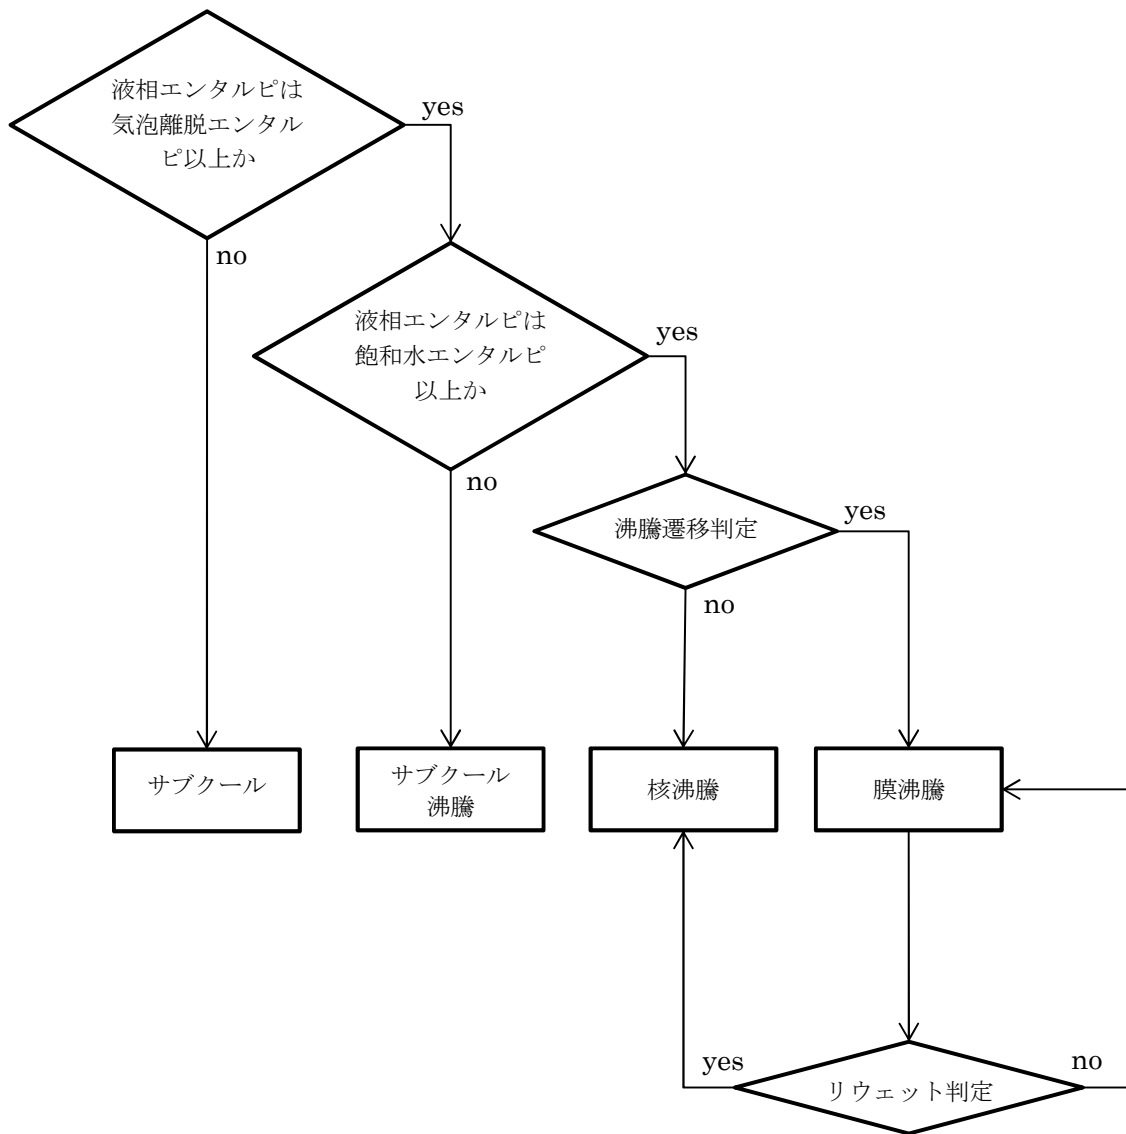 液相エンタルピは
気泡離脱エンタル
ピ以上か
yes
no
液相エンタルピは
飽和水エンタルピ
以上か
yes
no
沸騰遷移判定
yes
no
サブクール
サブクール
沸騰
核沸騰
膜沸騰
yes
リウェット判定
no